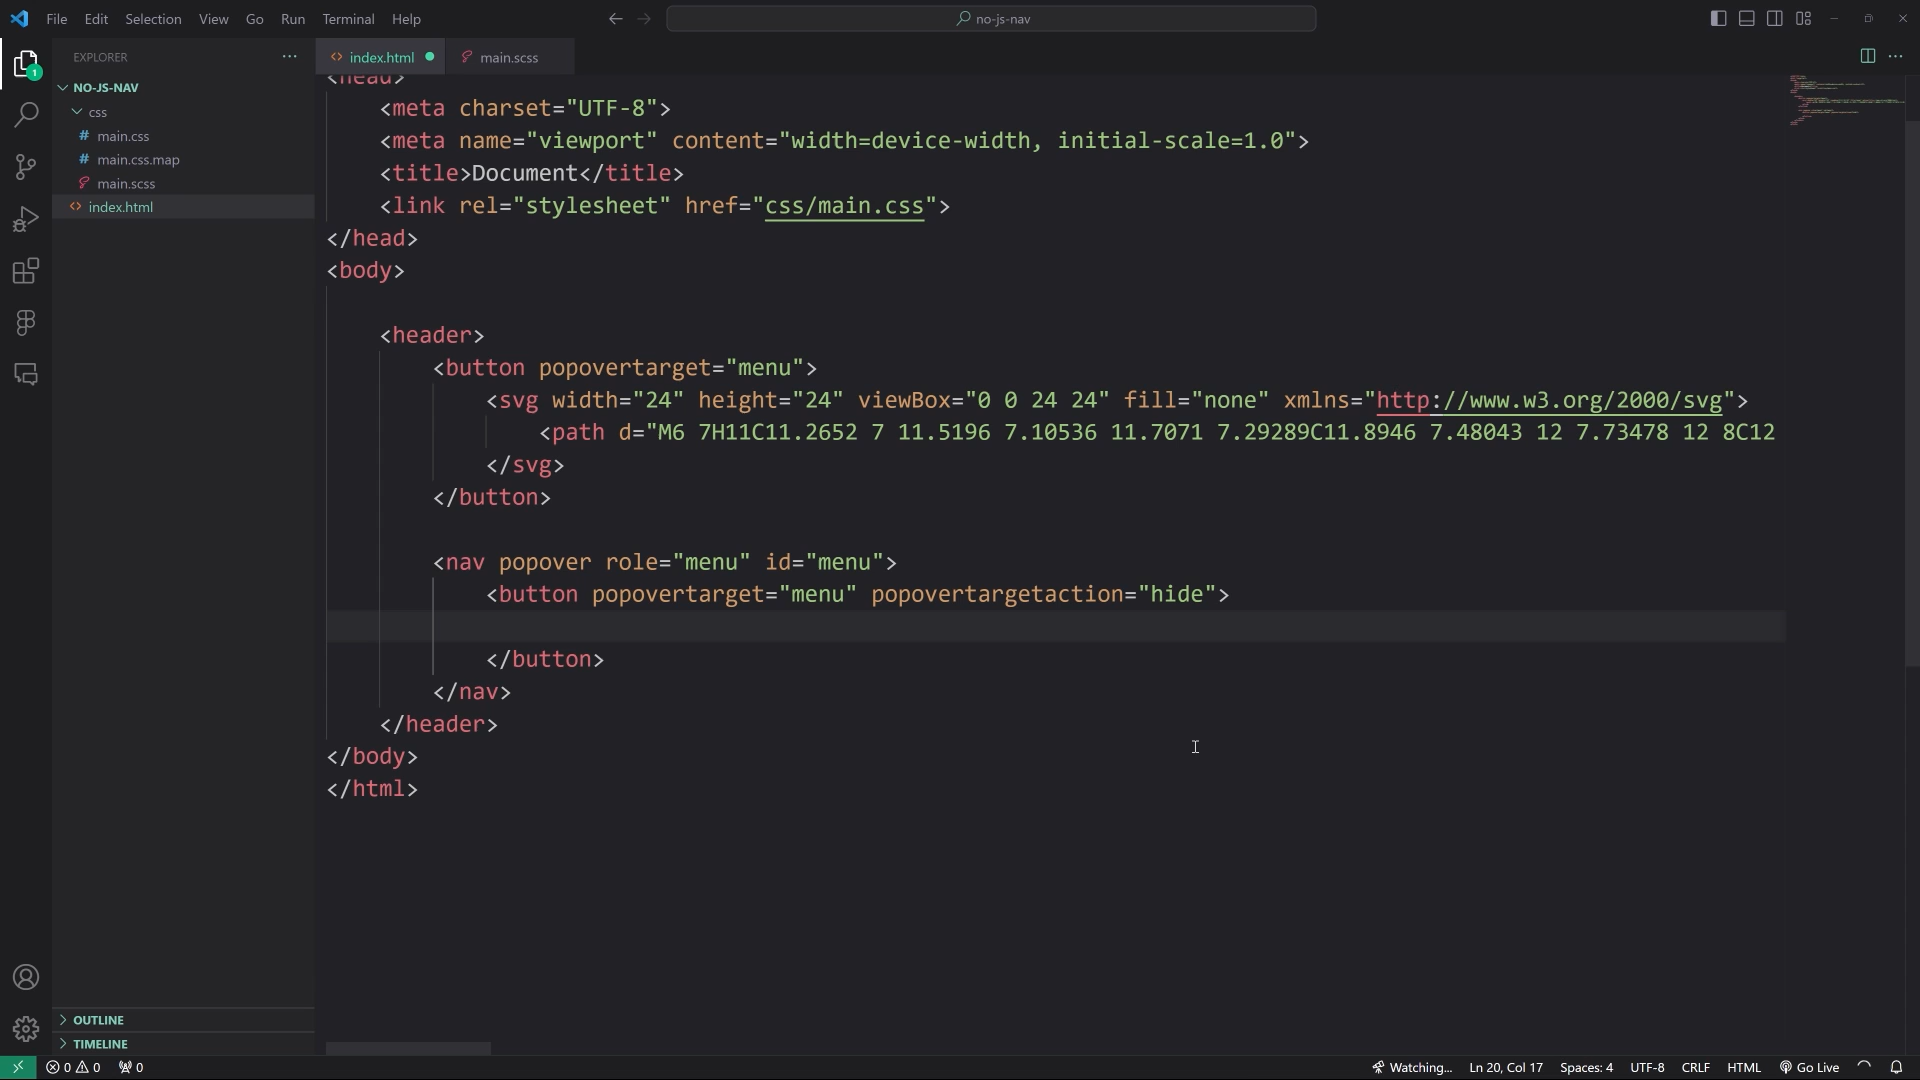 File Edit Selection View Go Run Terminal Help
no-js-nav
EXPLORER
index.html
main.scss
NO-JS-NAV
css
main.css
main.css.map
main.scss
index.html
1
<head>
<meta charset="UTF-8">
<meta name="viewport" content="width=device-width, initial-scale=1.0">
<title>Document</title>
<link rel="stylesheet" href="css/main.css">
</head>
<body>
<header>
<button popovertarget="menu">
<svg width="24" height="24" viewBox="0 0 24 24" fill="none" xmlns="http://www.w3.org/2000/svg">
<path d="M6 7H11C11.2652 7 11.5196 7.10536 11.7071 7.29289C11.8946 7.48043 12 7.73478 12 8C12
</svg>
</button>
<nav popover role="menu" id="menu">
<button popovertarget="menu" popovertargetaction="hide">
</button>
</nav>
</header>
</body>
</html>
OUTLINE
TIMELINE
0 0 0
Watching... Ln 20, Col 17 Spaces: 4 UTF-8 CRLF HTML Go Live